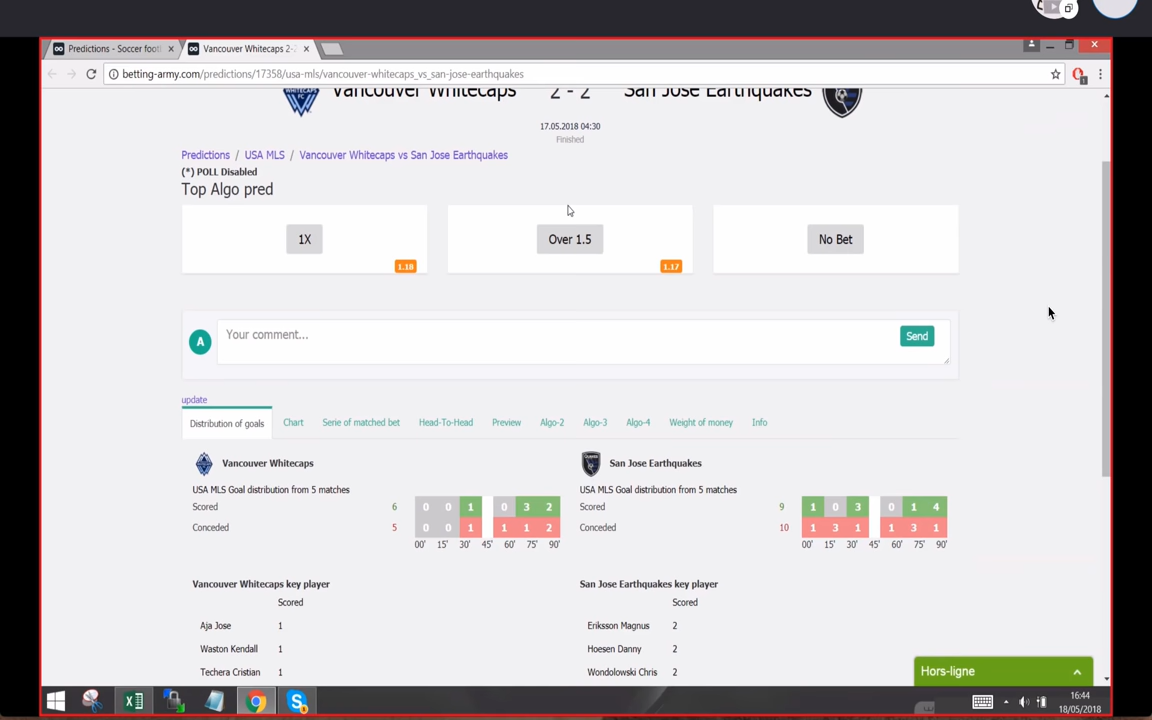 Predictions - Soccer footl
Vancouver Whitecaps 2-2
betting-army.com/predictions/17358/usa-mls/vancouver-whitecaps_vs_san-jose-earthquakes
Vancouver Whitecaps 2 - 2 San Jose Earthquakes
17.05.2018 04:30
Finished
Predictions / USA MLS / Vancouver Whitecaps vs San Jose Earthquakes
(*) POLL Disabled
Top Algo pred
1X Over 1.5 No Bet
1.18 1.17
A Your comment... Send
update
Distribution of goals Chart Serie of matched bet Head-To-Head Preview Algo-2 Algo-3 Algo-4 Weight of money Info
Vancouver Whitecaps
USA MLS Goal distribution from 5 matches
Scored 6 0 0 1 0 3 2
Conceded 5 0 0 1 1 1 2
00' 15' 30' 45' 60' 75' 90'
San Jose Earthquakes
USA MLS Goal distribution from 5 matches
Scored 9 1 0 3 0 1 4
Conceded 10 1 3 1 1 3 1
00' 15' 30' 45' 60' 75' 90'
Vancouver Whitecaps key player
Scored
Aja Jose 1
Waston Kendall 1
Techera Cristian 1
San Jose Earthquakes key player
Scored
Eriksson Magnus 2
Hoesen Danny 2
Wondolowski Chris 2
Hors-ligne
16:44
18/05/2018